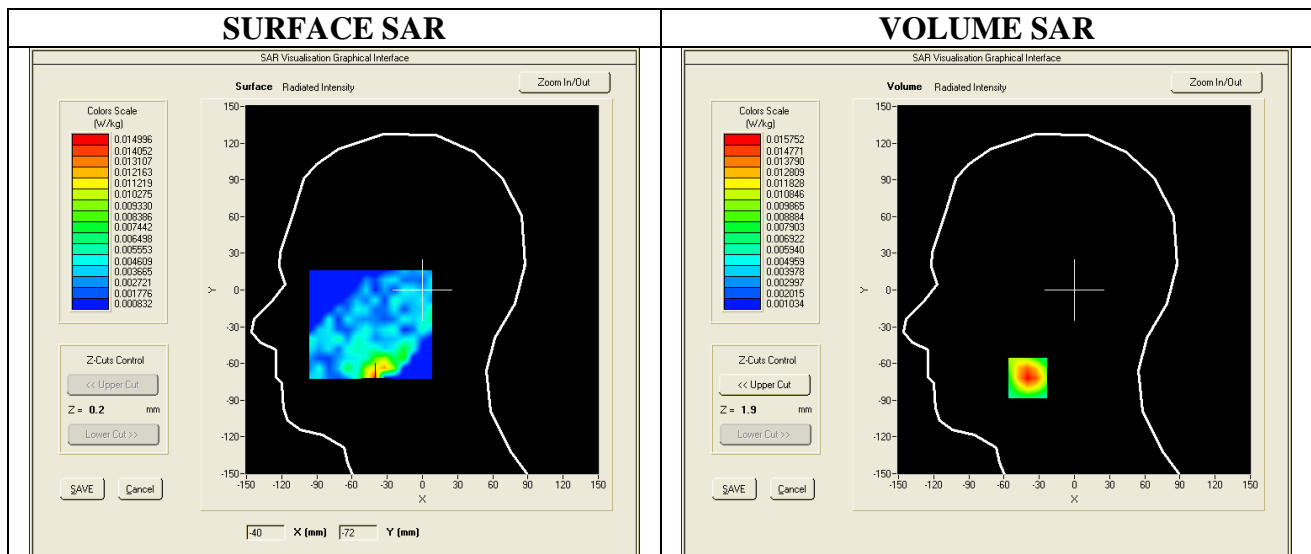 SURFACE SAR
SAR Visualisation Graphical Interface
Surface Radiated Intensity
Zoom In/Out
Colors Scale
(W/kg)
0.014996
0.014052
0.013107
0.012163
0.011219
0.010275
0.009330
0.008386
0.007442
0.006498
0.005553
0.004609
0.003665
0.002721
0.001776
0.000832
Z-Cuts Control
<< Upper Cut
Z = 0.2 mm
Lower Cut >>
SAVE Cancel
150
120
90
60
30
0
-30
-60
-90
-120
-150
Y
-150 -120 -90 -60 -30 0 30 60 90 120 150
X
-40 X (mm) -72 Y (mm)
VOLUME SAR
SAR Visualisation Graphical Interface
Volume Radiated Intensity
Zoom In/Out
Colors Scale
(W/kg)
0.015752
0.014771
0.013790
0.012809
0.011828
0.010846
0.009865
0.008884
0.007903
0.006922
0.005940
0.004959
0.003978
0.002997
0.002015
0.001034
Z-Cuts Control
<< Upper Cut
Z = 1.9 mm
Lower Cut >>
SAVE Cancel
150
120
90
60
30
0
-30
-60
-90
-120
-150
Y
-150 -120 -90 -60 -30 0 30 60 90 120 150
X